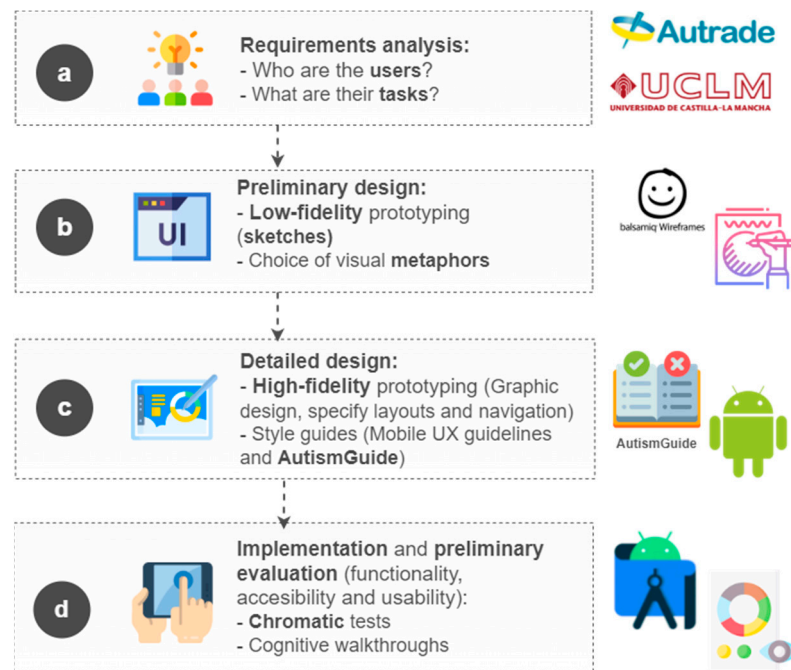 a
Requirements analysis:
- Who are the users?
- What are their tasks?
Autrade
UCLM
UNIVERSIDAD DE CASTILLA-LA MANCHA
b
UI
Preliminary design:
- Low-fidelity prototyping
(sketches)
- Choice of visual metaphors
balsamiq Wireframes
c
Detailed design:
- High-fidelity prototyping (Graphic
design, specify layouts and navigation)
- Style guides (Mobile UX guidelines
and AutismGuide)
AutismGuide
d
Implementation and preliminary
evaluation (functionality,
accesibility and usability):
- Chromatic tests
- Cognitive walkthroughs